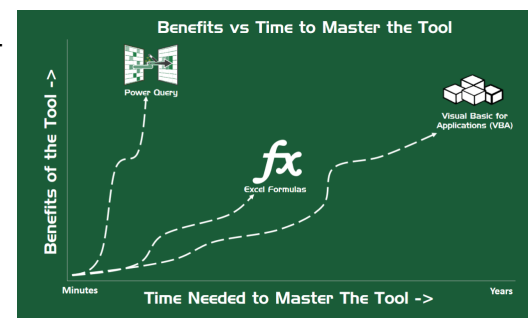 Benefits vs Time to Master the Tool
Benefits of the Tool ->
Power Query
fx
Excel Formulas
Visual Basic for
Applications (VBA)
Minutes
Years
Time Needed to Master The Tool ->